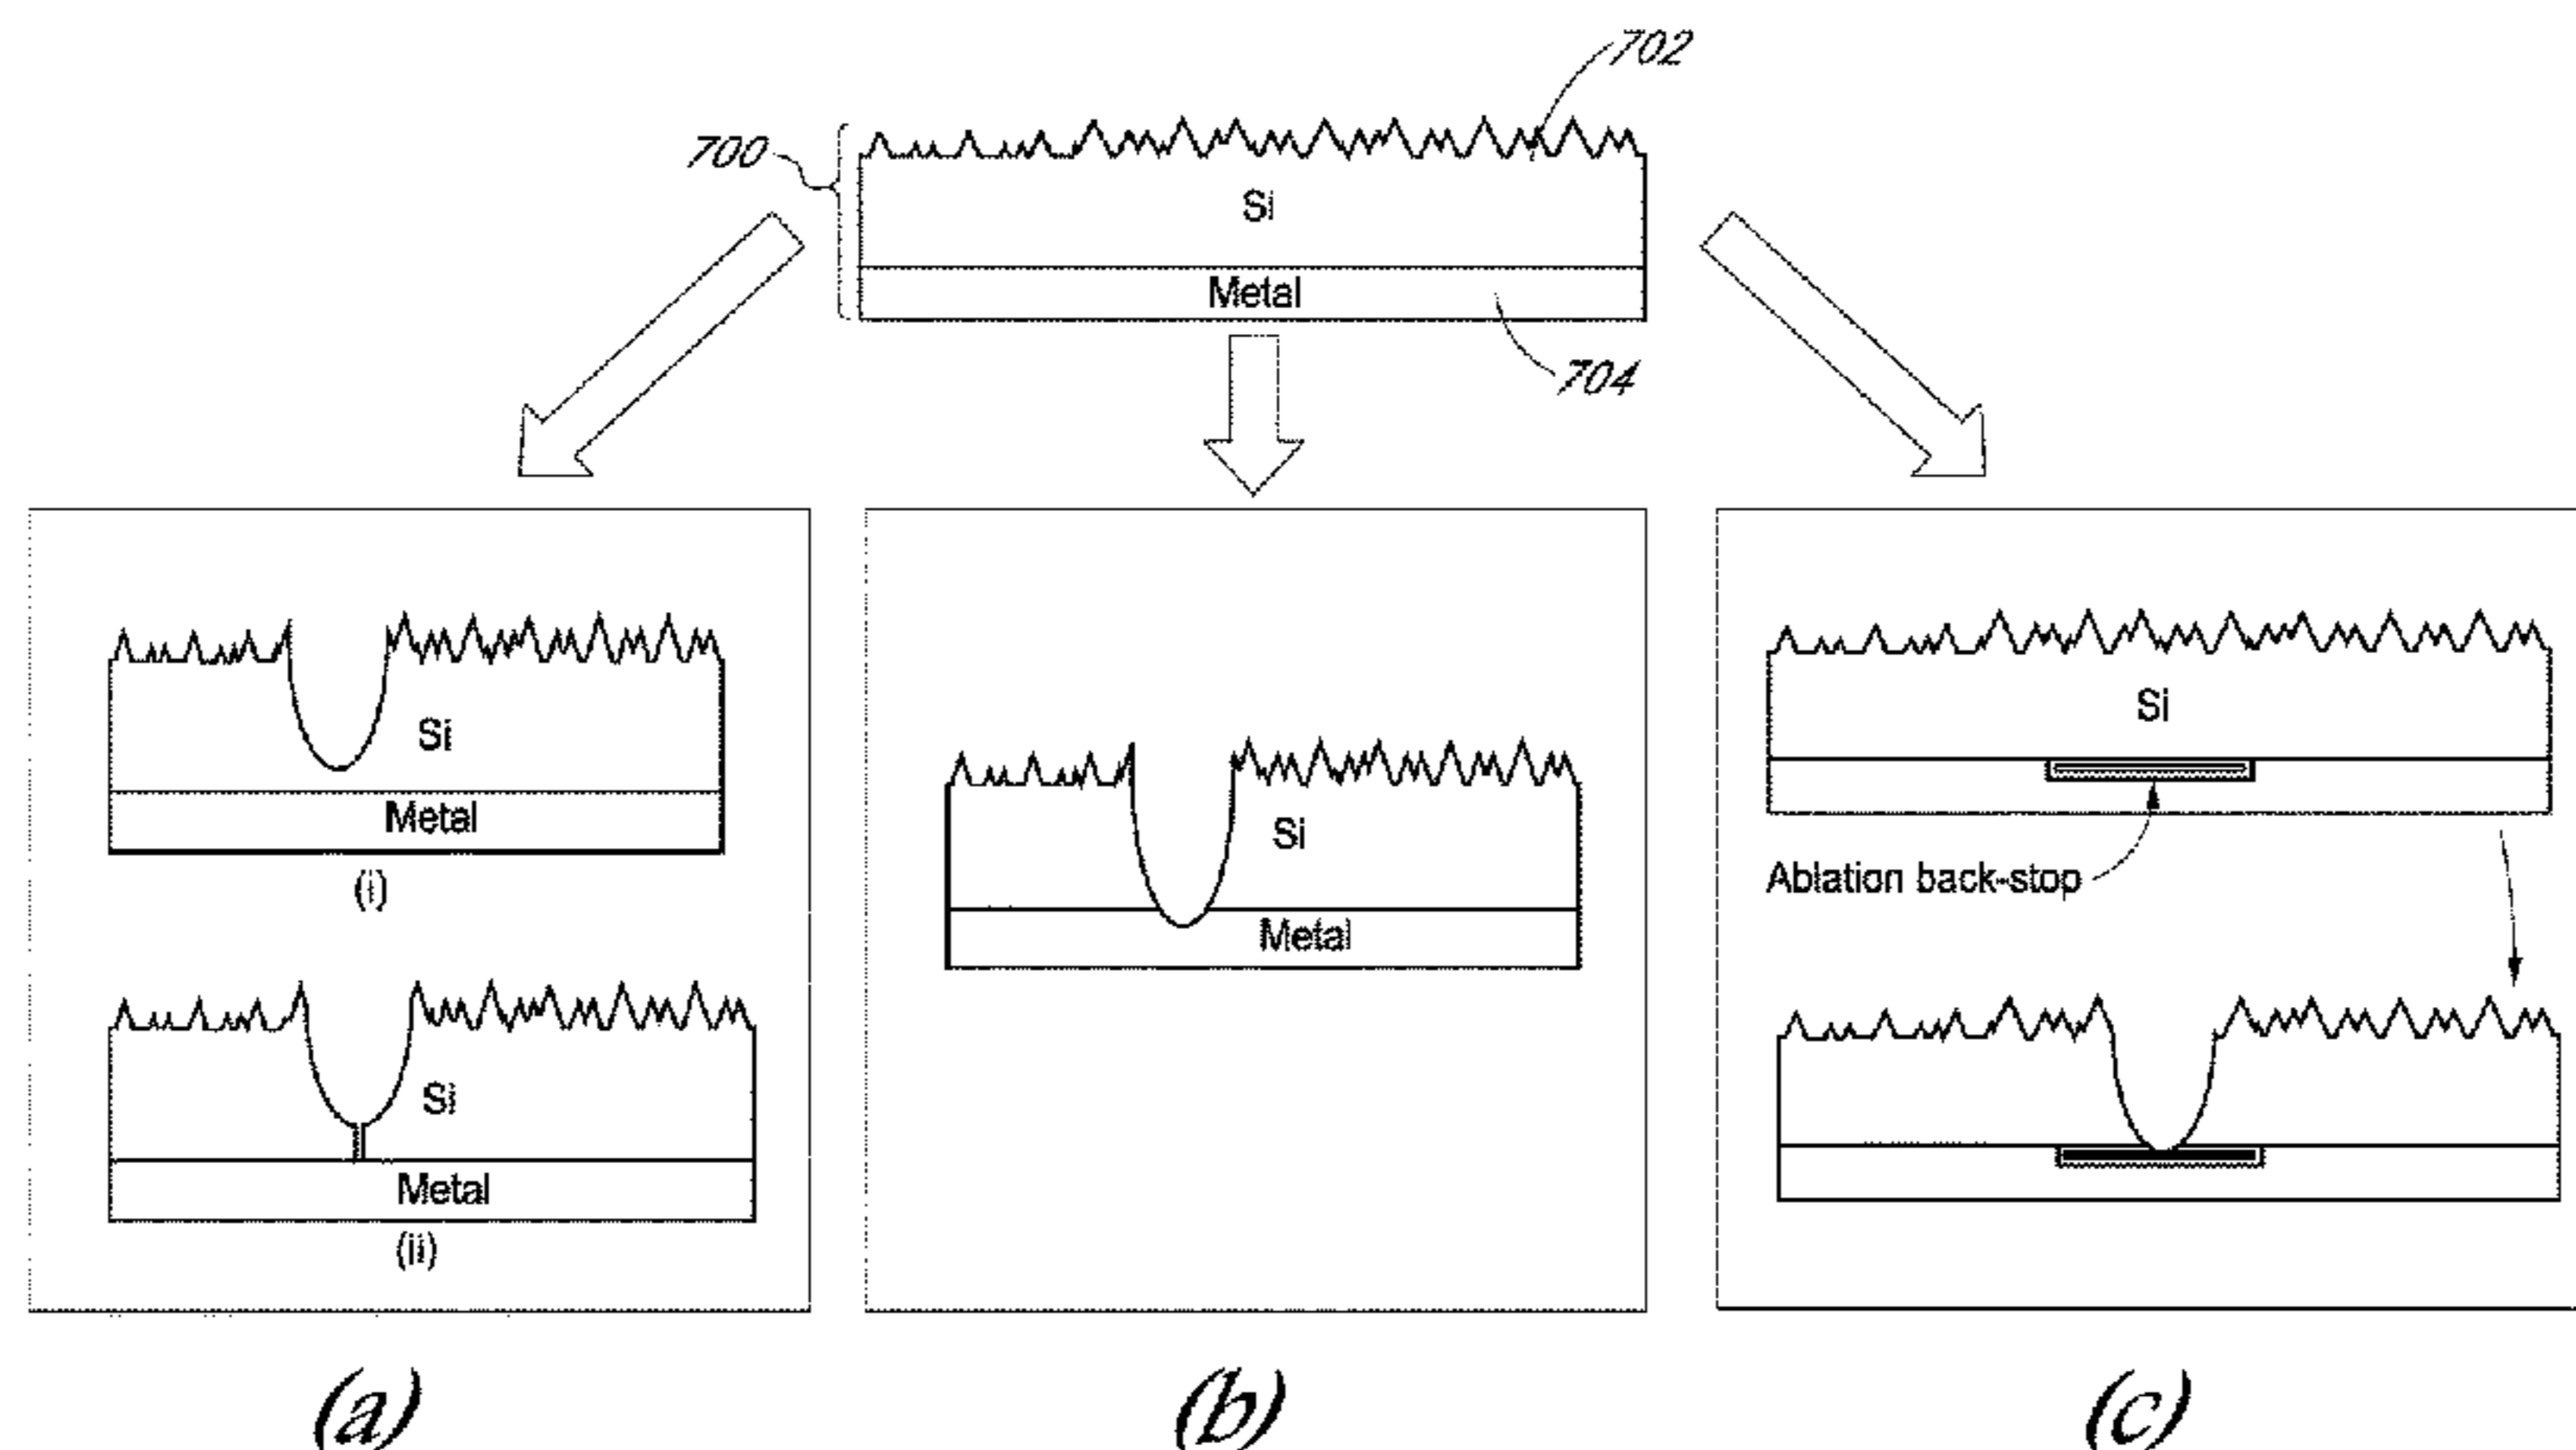 702
700
Si
Metal
704
Si
Metal
(i)
Si
Metal
(ii)
(a)
Si
Metal
(b)
Si
Ablation back-stop
(c)